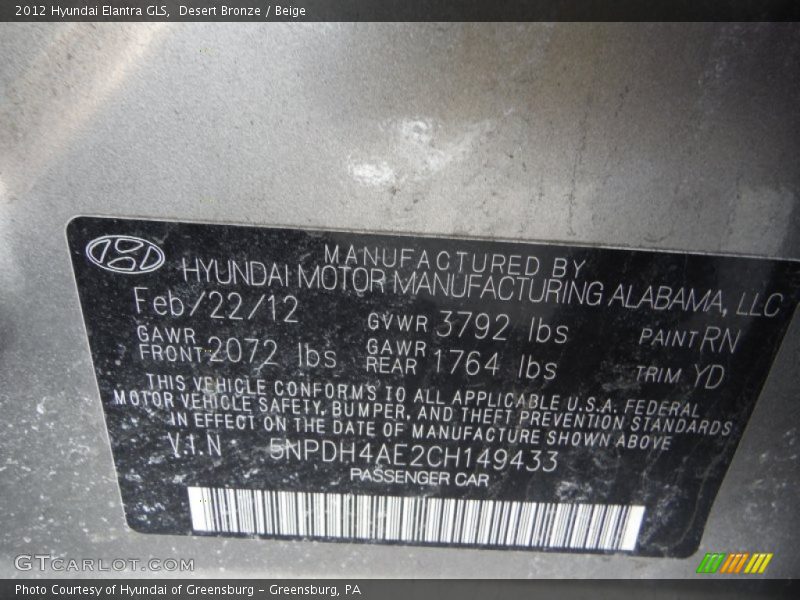 2012 Hyundai Elantra GLS, Desert Bronze / Beige
MANUFACTURED BY
HYUNDAI MOTOR MANUFACTURING ALABAMA, LLC
Feb/22/12 GVWR 3792 lbs PAINT RN
GAWR FRONT 2072 lbs GAWR REAR 1764 lbs TRIM YD
THIS VEHICLE CONFORMS TO ALL APPLICABLE U.S.A. FEDERAL
MOTOR VEHICLE SAFETY, BUMPER, AND THEFT PREVENTION STANDARDS
IN EFFECT ON THE DATE OF MANUFACTURE SHOWN ABOVE
V.I.N 5NPDH4AE2CH149433
PASSENGER CAR
GTCARLOT.COM
Photo Courtesy of Hyundai of Greensburg - Greensburg, PA